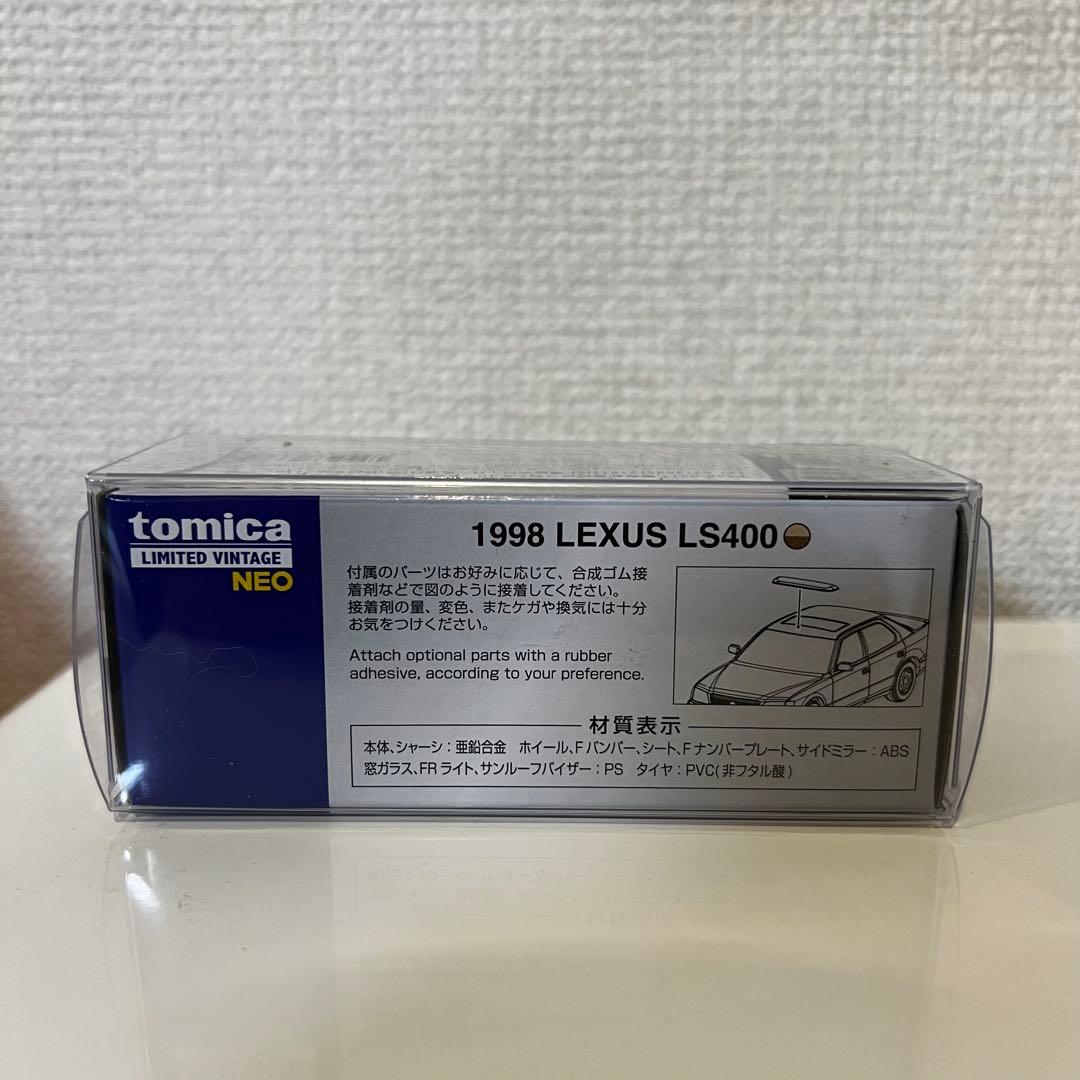 tomica
LIMITED VINTAGE
NEO
1998 LEXUS LS400
付属のパーツはお好みに応じて、合成ゴム接
着剤などで図のように接着してください。
接着剤の量、変色、またケガや換気には十分
お気をつけください。
Attach optional parts with a rubber
adhesive, according to your preference.
材質表示
本体、シャーシ:亜鉛合金 ホイール、Fバンパー、シート、Fナンバープレート、サイドミラー:ABS
窓ガラス、FRライト、サンルーフバイザー:PS タイヤ:PVC(非フタル酸)